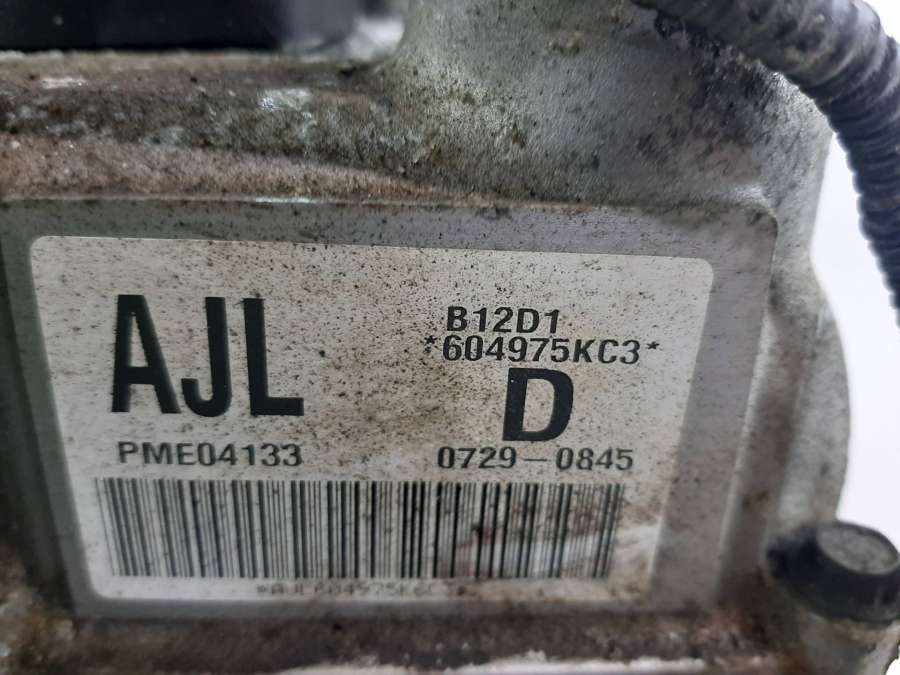 AJL
B12D1
*604975KC3*
D
PME04133
0729-0845